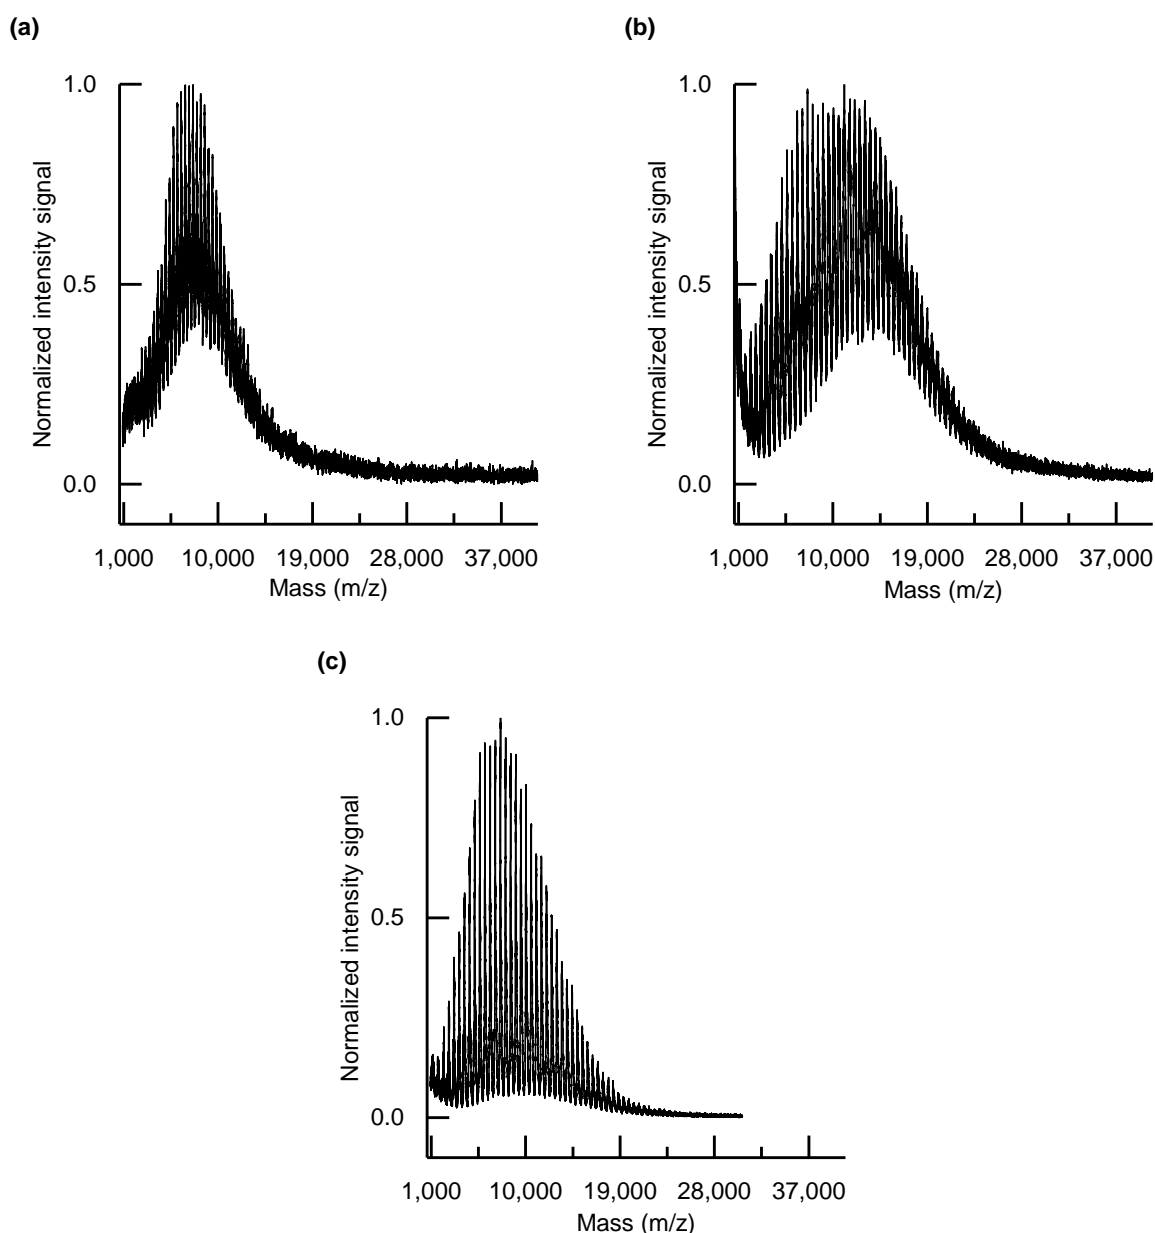 (a)
1.0
0.5
0.0
Normalized intensity signal
1,000 10,000 19,000 28,000 37,000
Mass (m/z)
(b)
1.0
0.5
0.0
Normalized intensity signal
1,000 10,000 19,000 28,000 37,000
Mass (m/z)
(c)
1.0
0.5
0.0
Normalized intensity signal
1,000 10,000 19,000 28,000 37,000
Mass (m/z)